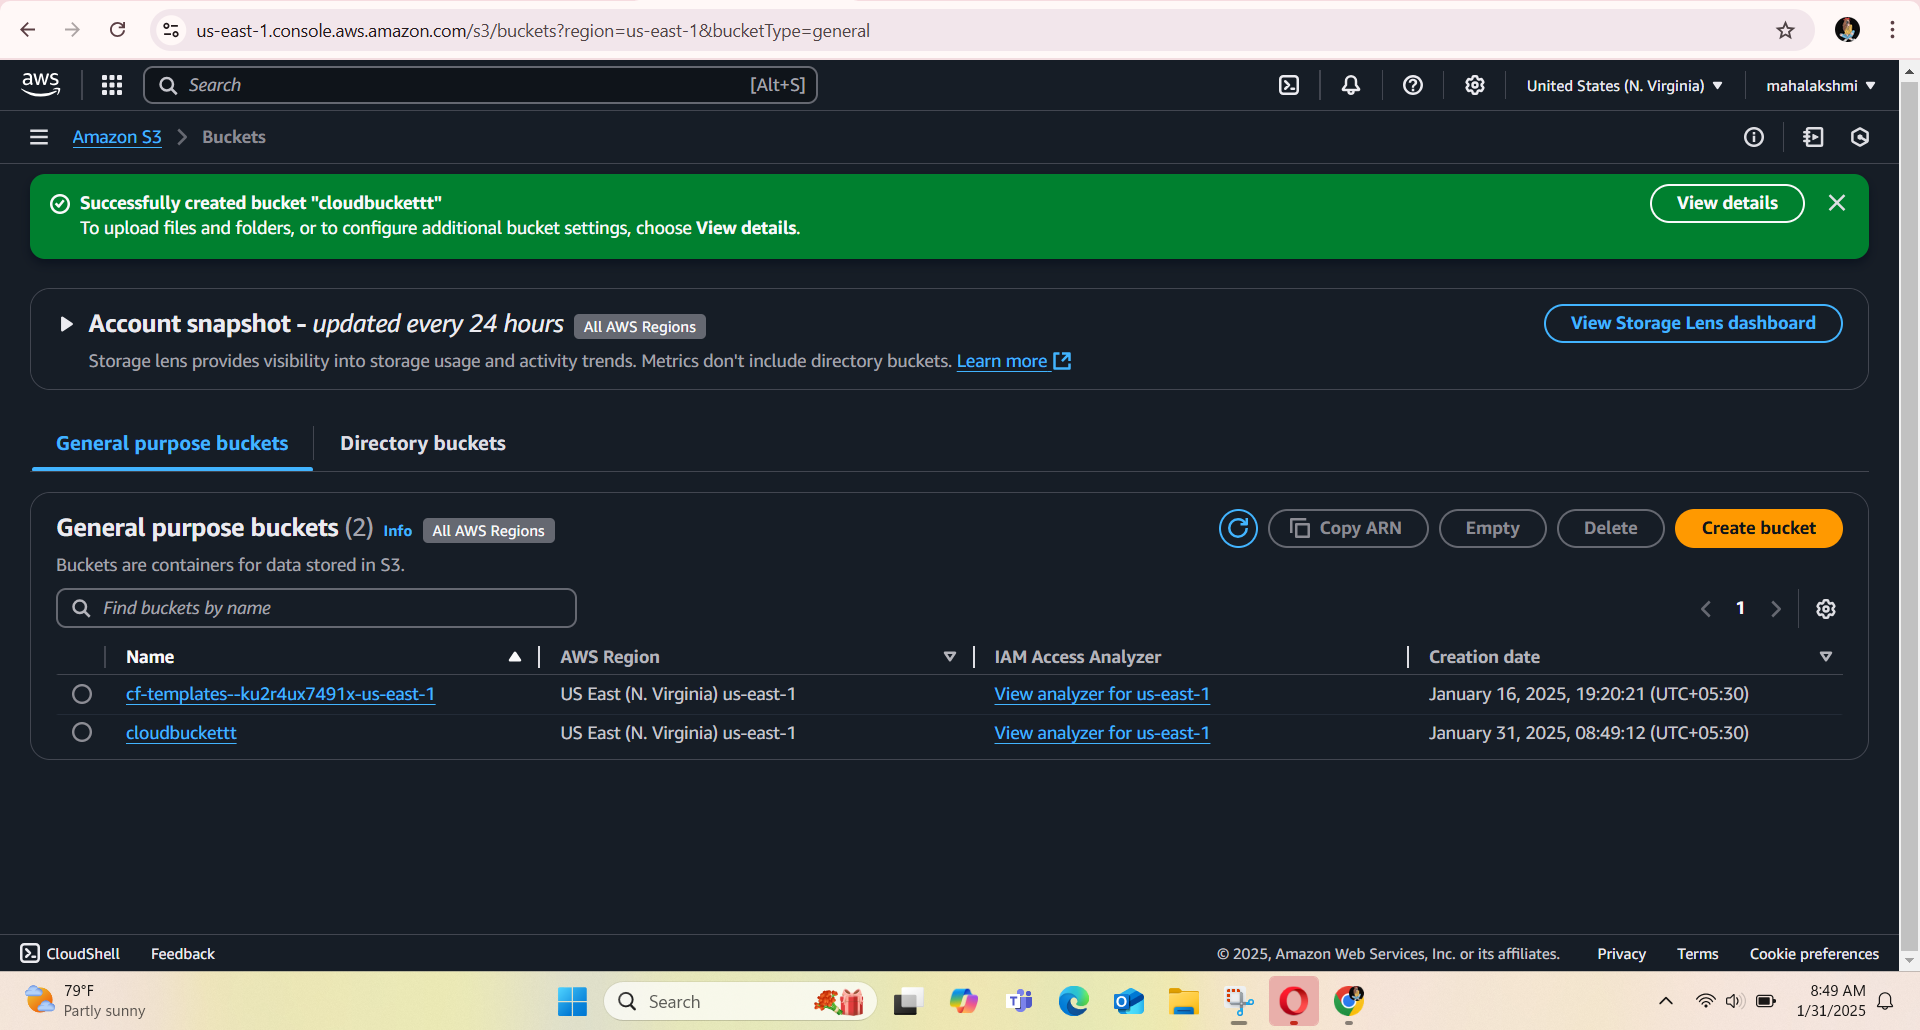 us-east-1.console.aws.amazon.com/s3/buckets?region=us-east-1&bucketType=general
aws
Search
[Alt+S]
United States (N. Virginia)
mahalakshmi
Amazon S3
Buckets
Successfully created bucket "cloudbuckettt"
To upload files and folders, or to configure additional bucket settings, choose View details.
View details
Account snapshot - updated every 24 hours
All AWS Regions
View Storage Lens dashboard
Storage lens provides visibility into storage usage and activity trends. Metrics don't include directory buckets. Learn more
General purpose buckets
Directory buckets
General purpose buckets (2)
Info
All AWS Regions
Copy ARN
Empty
Delete
Create bucket
Buckets are containers for data stored in S3.
Find buckets by name
1
Name
AWS Region
IAM Access Analyzer
Creation date
cf-templates--ku2r4ux7491x-us-east-1
US East (N. Virginia) us-east-1
View analyzer for us-east-1
January 16, 2025, 19:20:21 (UTC+05:30)
cloudbuckettt
US East (N. Virginia) us-east-1
View analyzer for us-east-1
January 31, 2025, 08:49:12 (UTC+05:30)
CloudShell
Feedback
© 2025, Amazon Web Services, Inc. or its affiliates.
Privacy
Terms
Cookie preferences
79°F
Partly sunny
Search
8:49 AM
1/31/2025